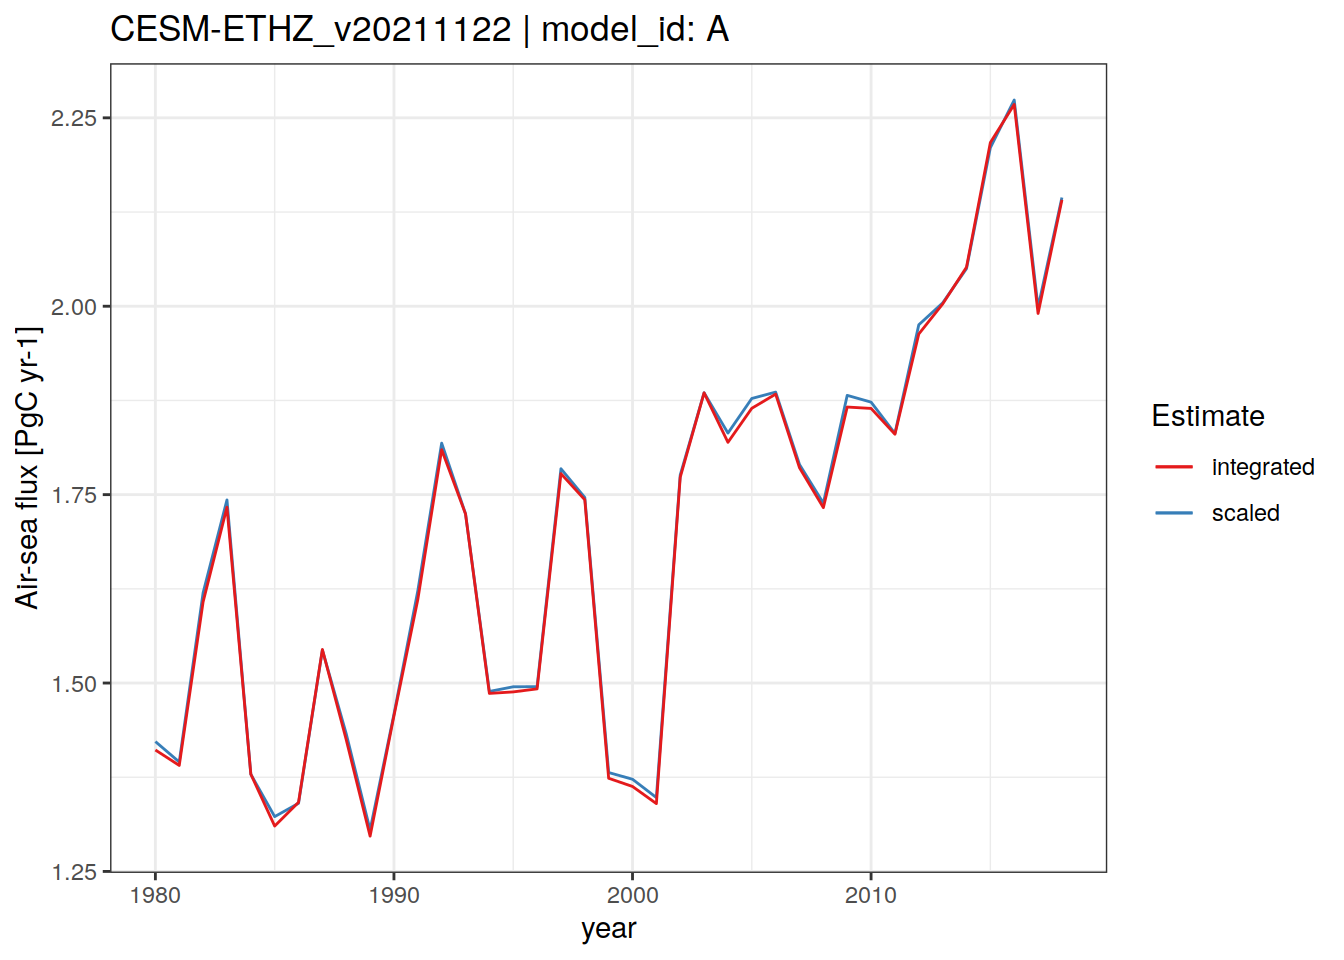 CESM-ETHZ_v20211122 | model_id: A
Air-sea flux [PgC yr-1]
2.25
2.00
1.75
1.50
1.25
1980
1990
2000
2010
year
Estimate
integrated
scaled